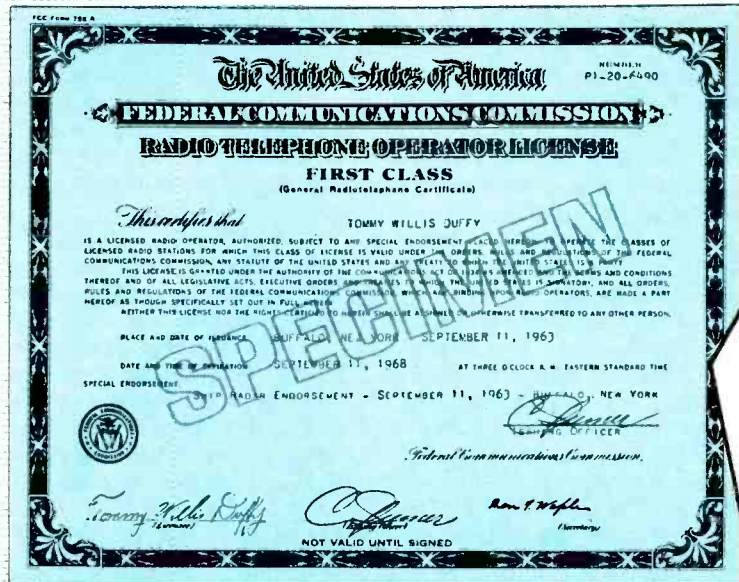 FCC Form 758 A
The United States of America
NUMBER
P1-20-6490
FEDERAL COMMUNICATIONS COMMISSION
RADIO TELEPHONE OPERATOR LICENSE
FIRST CLASS
(General Radiotelephone Certificate)
This certifies that TOMMY WILLIS DUFFY
IS A LICENSED RADIO OPERATOR, AUTHORIZED, SUBJECT TO ANY SPECIAL ENDORSEMENT PLACED HEREON, TO OPERATE THE CLASSES OF
LICENSED RADIO STATIONS FOR WHICH THIS CLASS OF LICENSE IS VALID UNDER THE ORDERS, RULES AND REGULATIONS OF THE FEDERAL
COMMUNICATIONS COMMISSION, ANY STATUTE OF THE UNITED STATES AND ANY TREATY TO WHICH THE UNITED STATES IS A PARTY.
THIS LICENSE IS GRANTED UNDER THE AUTHORITY OF THE COMMUNICATIONS ACT OF 1934 AS AMENDED AND THE TERMS AND CONDITIONS
THEREOF AND OF ALL LEGISLATIVE ACTS, EXECUTIVE ORDERS AND TREATIES TO WHICH THE UNITED STATES IS SIGNATORY, AND ALL ORDERS,
RULES AND REGULATIONS OF THE FEDERAL COMMUNICATIONS COMMISSION, WHICH ARE BINDING UPON RADIO OPERATORS, ARE MADE A PART
HEREOF AS THOUGH SPECIFICALLY SET OUT IN FULL HEREIN.
NEITHER THIS LICENSE NOR THE RIGHTS CERTIFIED TO HEREIN SHALL BE ASSIGNED OR OTHERWISE TRANSFERRED TO ANY OTHER PERSON.
SPECIMEN
PLACE AND DATE OF ISSUANCE BUFFALO, NEW YORK SEPTEMBER 11, 1963
DATE AND TIME OF EXPIRATION SEPTEMBER 11, 1968 AT THREE O'CLOCK A. M. EASTERN STANDARD TIME
SPECIAL ENDORSEMENT
SHIP RADAR ENDORSEMENT - SEPTEMBER 11, 1963 - BUFFALO, NEW YORK
ISSUING OFFICER
Federal Communications Commission.
Tommy Willis Duffy
(Licensee)
(Issuing Officer)
(Secretary)
NOT VALID UNTIL SIGNED